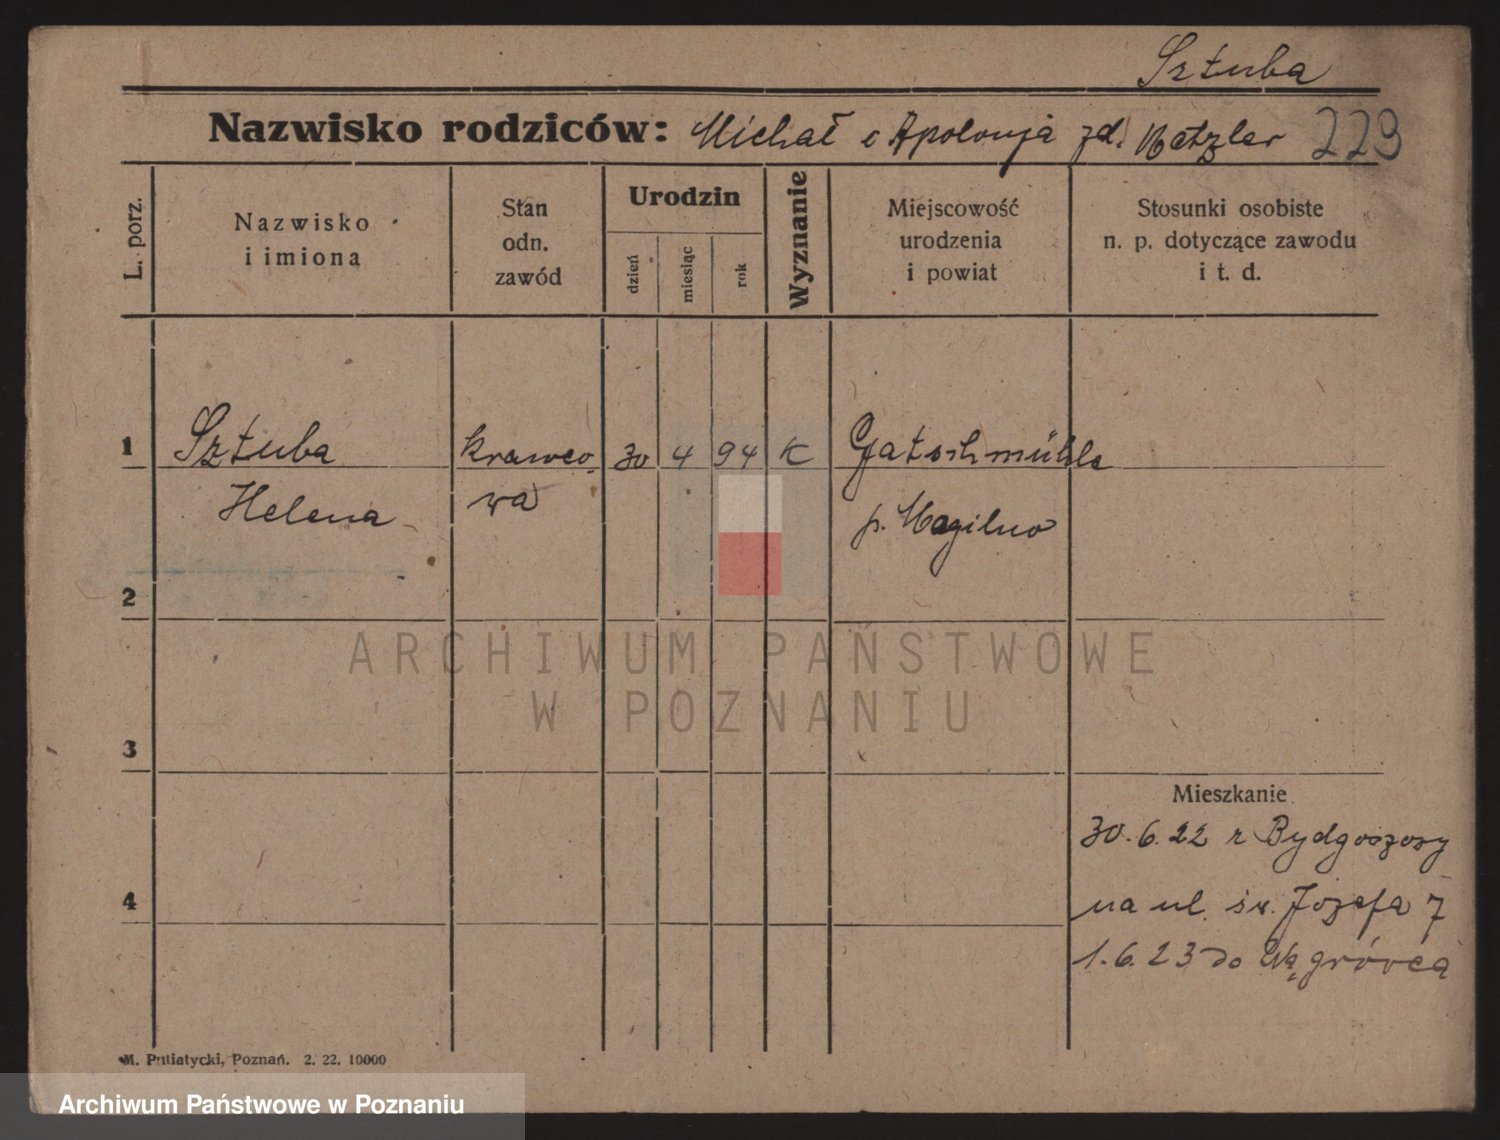 Sztuba
Nazwisko rodziców: Michał i Apolonja zd. Netzler 229
L. porz.
Nazwisko
i imiona
Stan
odn.
zawód
Urodzin
dzień
miesiąc
rok
Wyznanie
Miejscowość
urodzenia
i powiat
Stosunki osobiste
n. p. dotyczące zawodu
i t. d.
1 Sztuba krawco- 30 4 94 K Gatschmühle
Helena wa p. Mogilno
2
ARCHIWUM PAŃSTWOWE
W POZNANIU
3
Mieszkanie
30.6.22 z Bydgoszczy
4 na ul. św. Józefa 7
1.6.23 do Wągrówca
M. Putiatycki, Poznań. 2. 22. 10000
Archiwum Państwowe w Poznaniu